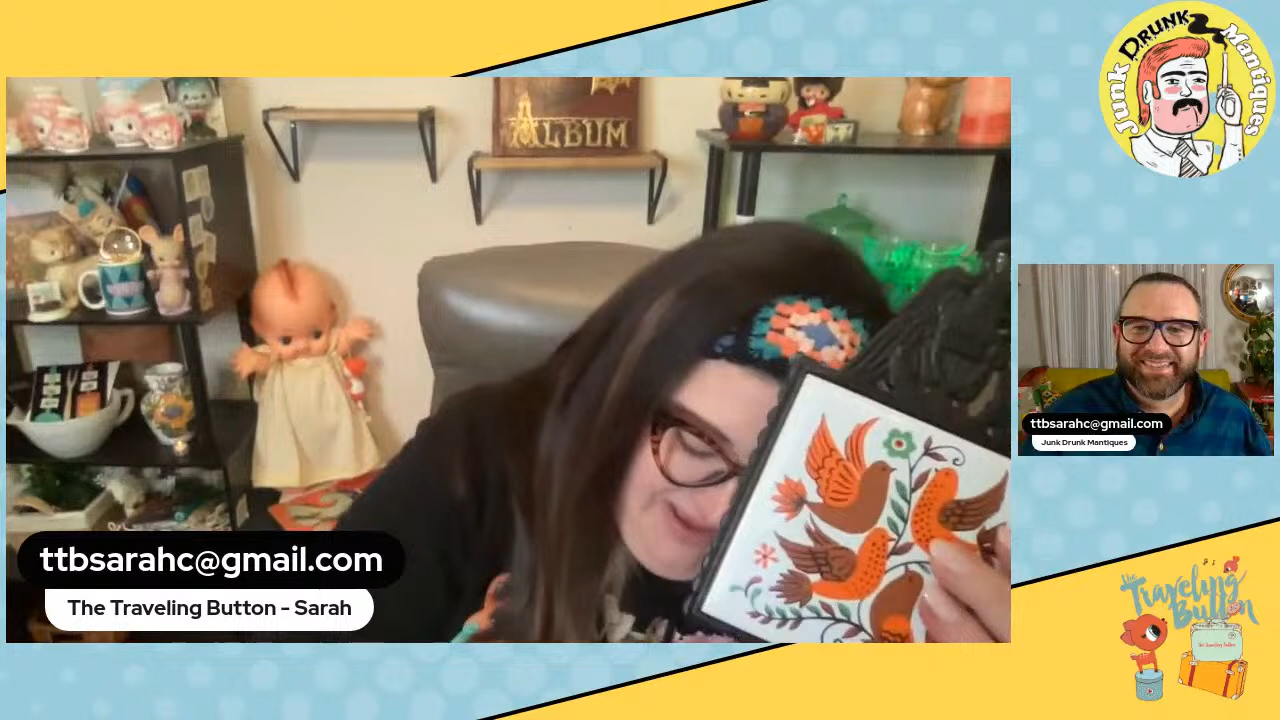 Junk DRUNK Mantiques
ALBUM
ttbsarahc@gmail.com
Junk Drunk Mantiques
ttbsarahc@gmail.com
The Traveling Button - Sarah
the Traveling Button